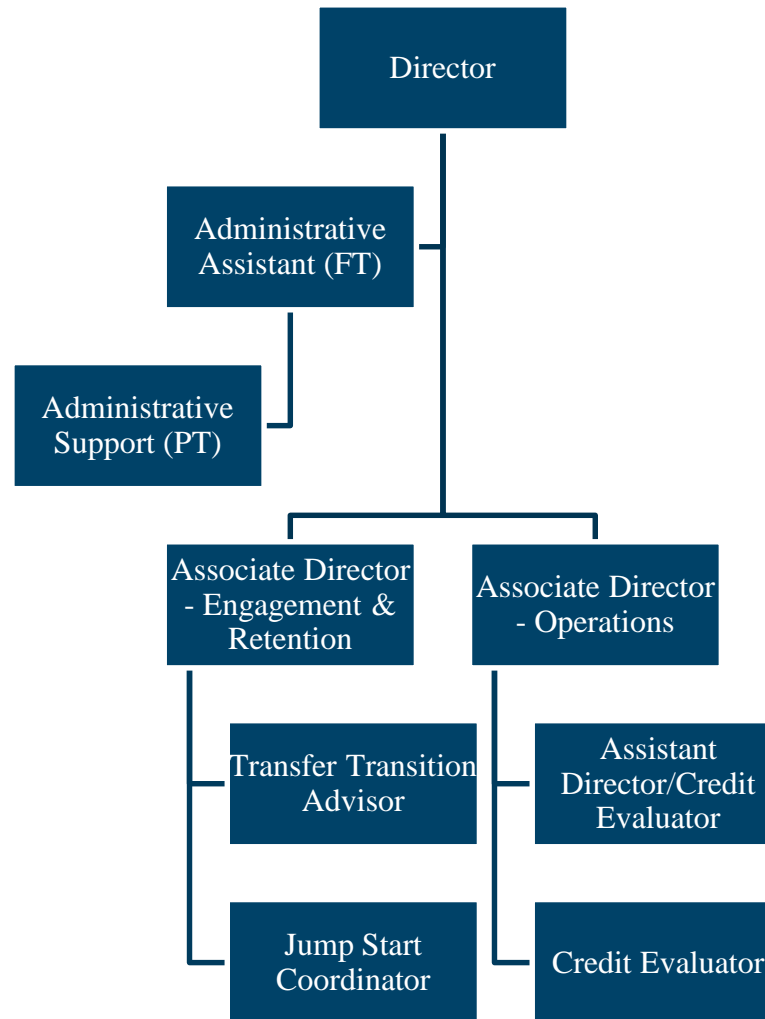 Director
Administrative
Assistant (FT)
Administrative
Support (PT)
Associate Director
- Engagement &
Retention
Associate Director
- Operations
Transfer Transition
Advisor
Assistant
Director/Credit
Evaluator
Jump Start
Coordinator
Credit Evaluator